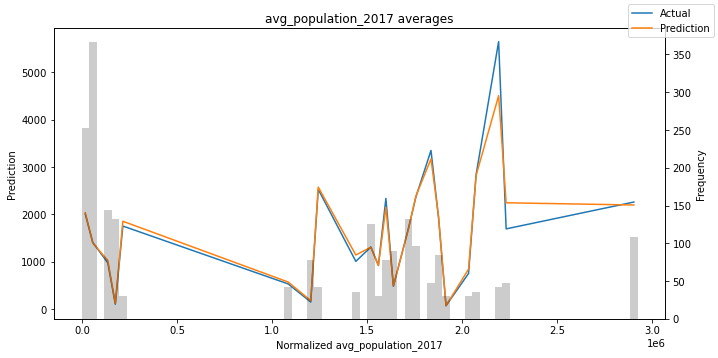 avg_population_2017 averages
Actual
Prediction
5000
4000
3000
2000
1000
0
Prediction
350
300
250
200
150
100
50
0
Frequency
0.0 0.5 1.0 1.5 2.0 2.5 3.0
1e6
Normalized avg_population_2017